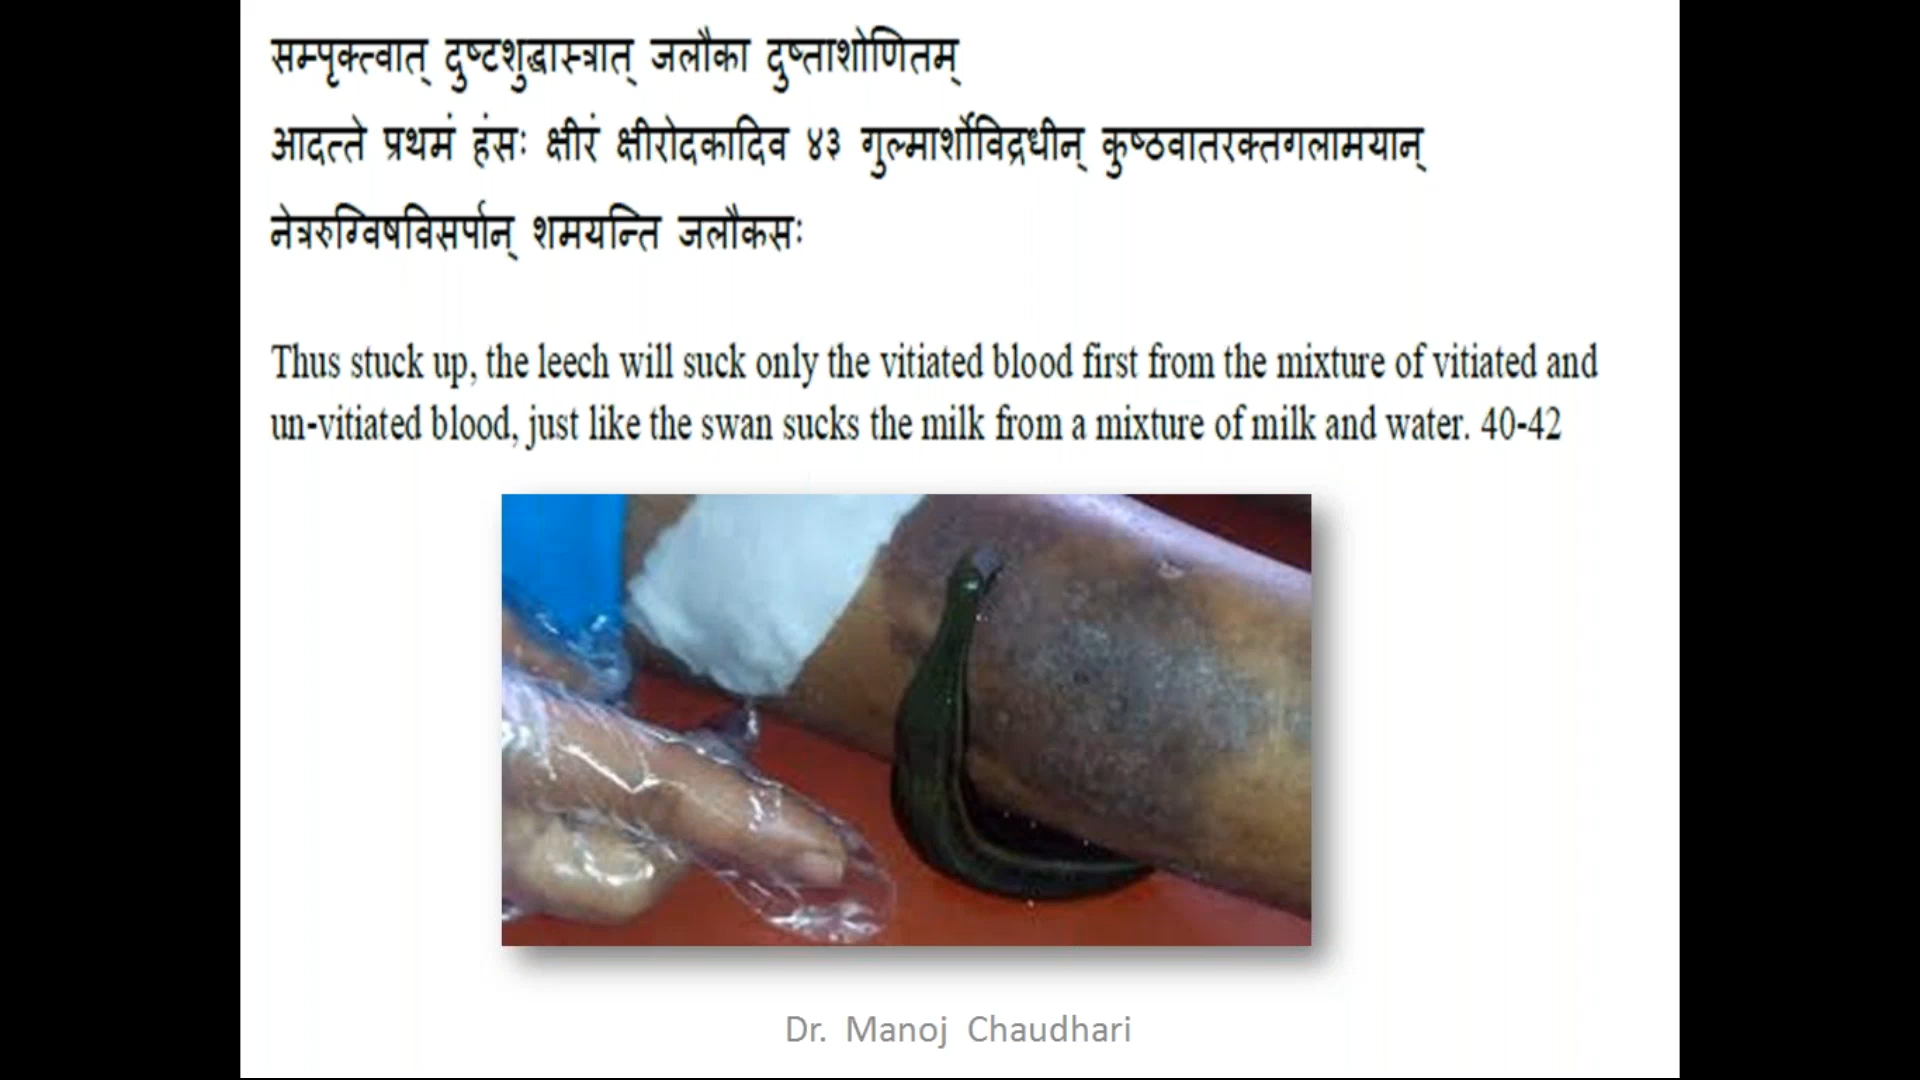 सम्पृक्त्वात् दुष्टशुद्धास्त्रात् जलौका दुष्ताशोणितम्
आदत्ते प्रथमं हंसः क्षीरं क्षीरोदकादिव ४३ गुल्मार्शोविद्रधीन् कुष्ठवातरक्तगलामयान्
नेत्ररुग्विषविसर्पान् शमयन्ति जलौकसः
Thus stuck up, the leech will suck only the vitiated blood first from the mixture of vitiated and
un-vitiated blood, just like the swan sucks the milk from a mixture of milk and water. 40-42
Dr. Manoj Chaudhari